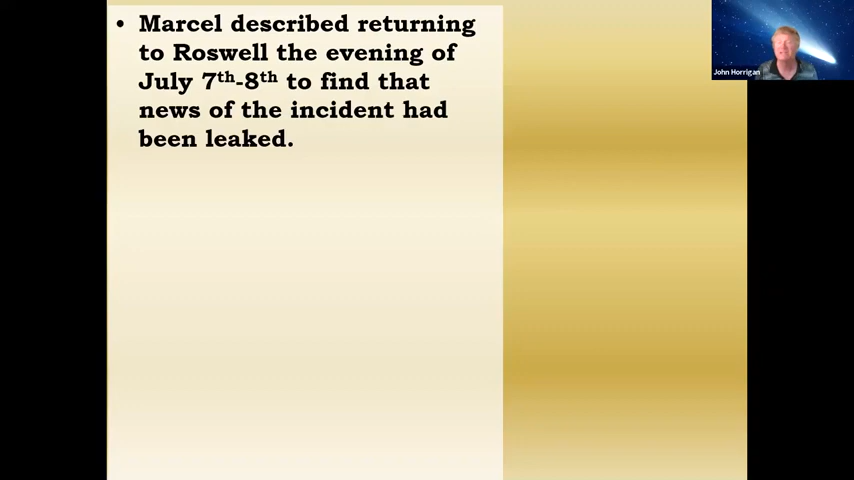 • Marcel described returning
to Roswell the evening of
July 7th-8th to find that
news of the incident had
been leaked.
John Horrigan